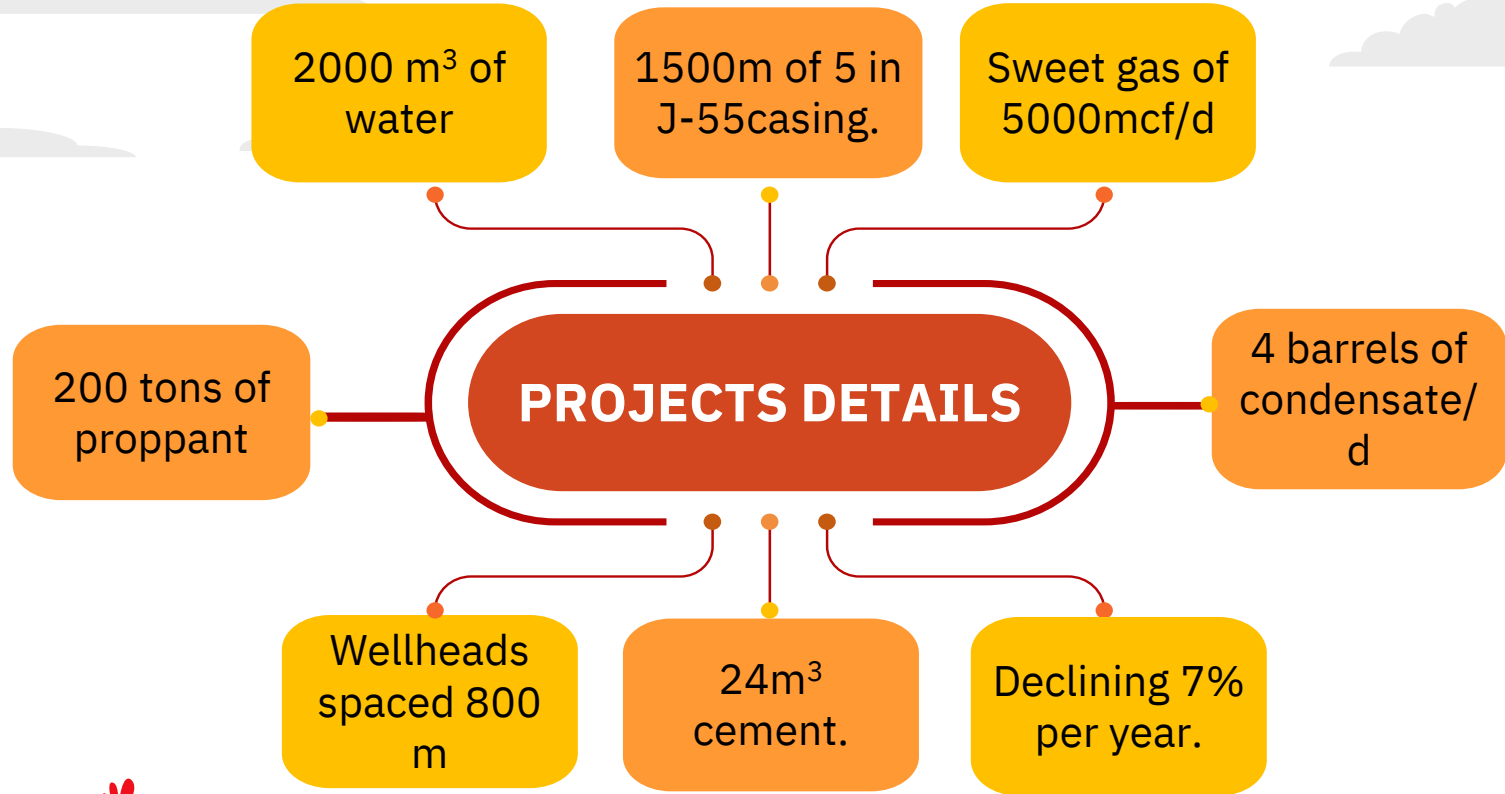 2000 m³ of
water
1500m of 5 in
J-55casing.
Sweet gas of
5000mcf/d
200 tons of
proppant
PROJECTS DETAILS
4 barrels of
condensate/
d
Wellheads
spaced 800
m
24m³
cement.
Declining 7%
per year.